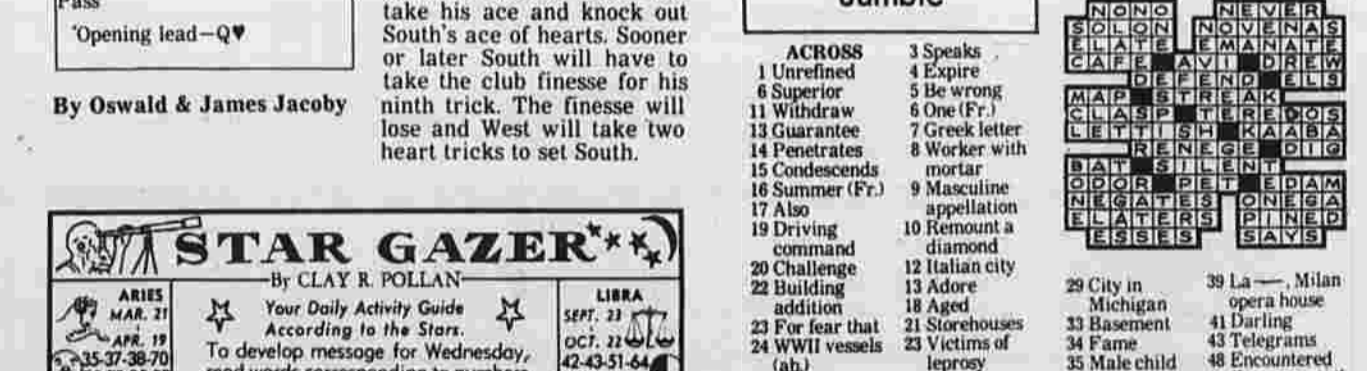 Pass
*Opening lead—Q♥
By Oswald & James Jacoby
take his ace and knock out
South's ace of hearts. Sooner
or later South will have to
take the club finesse for his
ninth trick. The finesse will
lose and West will take two
heart tricks to set South.
STAR GAZER
By CLAY R. POLLAN
ARIES
MAR. 21
APR. 19
35-37-38-70
Your Daily Activity Guide
According to the Stars.
To develop message for Wednesday,
read words corresponding to numbers
LIBRA
SEPT. 23
OCT. 22
42-43-51-64
Jumble
ACROSS
1 Unrefined
6 Superior
11 Withdraw
13 Guarantee
14 Penetrates
15 Condescends
16 Summer (Fr.)
17 Also
19 Driving
command
20 Challenge
22 Building
addition
23 For fear that
24 WWII vessels
(ab.)
3 Speaks
4 Expire
5 Be wrong
6 One (Fr.)
7 Greek letter
8 Worker with
mortar
9 Masculine
appellation
10 Remount a
diamond
12 Italian city
13 Adore
18 Aged
21 Storehouses
23 Victims of
leprosy
NONO NEVER
SOLON NOVENAS
ELATE EMANATE
CAFE AVI DREW
DEFEND ELS
MAP STREAK
CLASP TEREDOS
LETTISH KAABA
RENEGE DIG
BAT SILENT
ODOR PET EDAM
NEGATES ONEGA
ELATERS PINED
ESSES SAYS
29 City in
Michigan
33 Basement
34 Fame
35 Male child
39 La —, Milan
opera house
41 Darling
43 Telegrams
48 Encountered